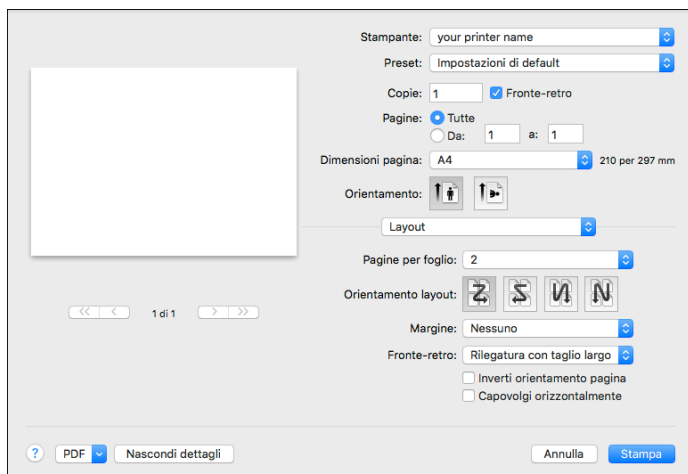 Stampante: your printer name
Preset: Impostazioni di default
Copie: 1 Fronte-retro
Pagine: Tutte
Da: 1 a: 1
Dimensioni pagina: A4 210 per 297 mm
Orientamento:
Layout
Pagine per foglio: 2
Orientamento layout:
1 di 1
Margine: Nessuno
Fronte-retro: Rilegatura con taglio largo
Inverti orientamento pagina
Capovolgi orizzontalmente
? PDF Nascondi dettagli Annulla Stampa